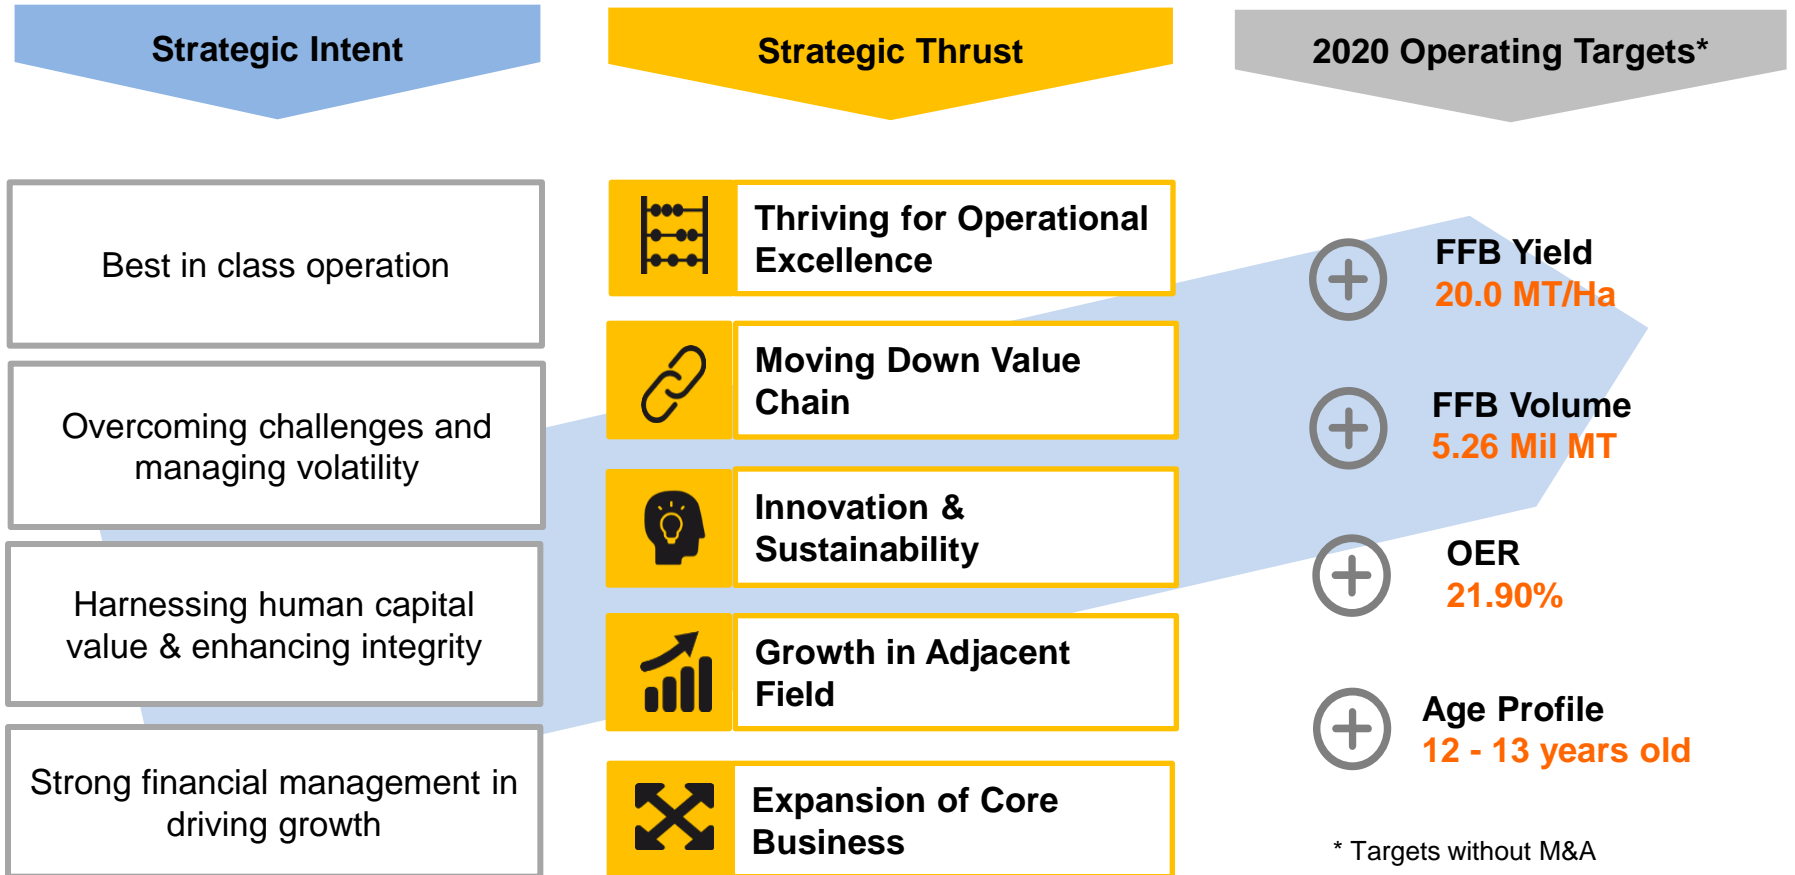 Strategic Intent
Strategic Thrust
2020 Operating Targets*
Best in class operation
Overcoming challenges and
managing volatility
Harnessing human capital
value & enhancing integrity
Strong financial management in
driving growth
Thriving for Operational
Excellence
Moving Down Value
Chain
Innovation &
Sustainability
Growth in Adjacent
Field
Expansion of Core
Business
FFB Yield
20.0 MT/Ha
FFB Volume
5.26 Mil MT
OER
21.90%
Age Profile
12 - 13 years old
* Targets without M&A